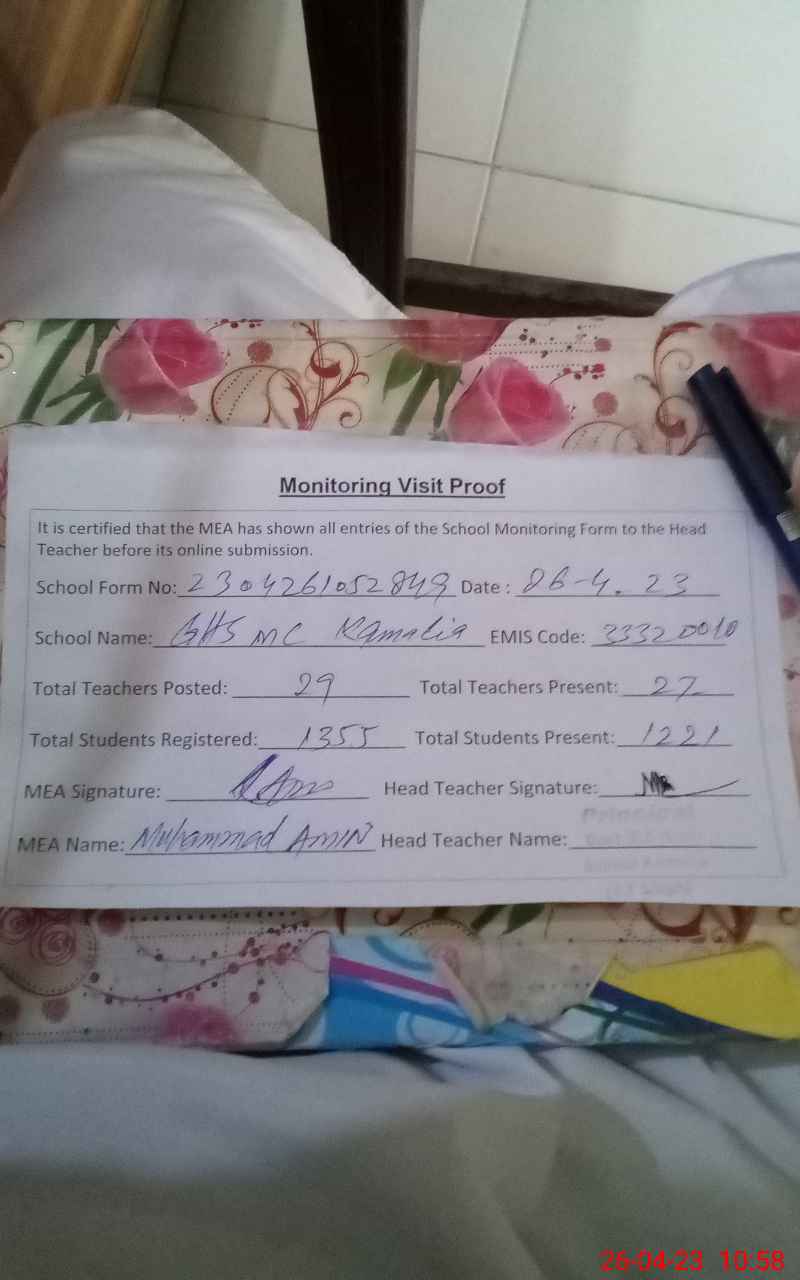 Monitoring Visit Proof
It is certified that the MEA has shown all entries of the School Monitoring Form to the Head
Teacher before its online submission.
School Form No: 2304261052849 Date : 26-4. 23
School Name: GHS MC Kamalia EMIS Code: 33320010
Total Teachers Posted: 29 Total Teachers Present: 27
Total Students Registered: 1355 Total Students Present: 1221
MEA Signature: Head Teacher Signature:
Principal
MEA Name: Muhammad AMIN Head Teacher Name:
26-04-23 10:58